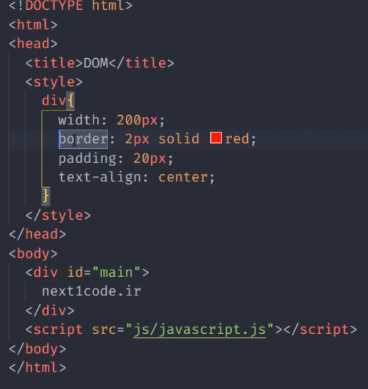 <!DOCTYPE html>
<html>
<head>
<title>DOM</title>
<style>
div{
width: 200px;
border: 2px solid red;
padding: 20px;
text-align: center;
}
</style>
</head>
<body>
<div id="main">
next1code.ir
</div>
<script src="js/javascript.js"></script>
</body>
</html>